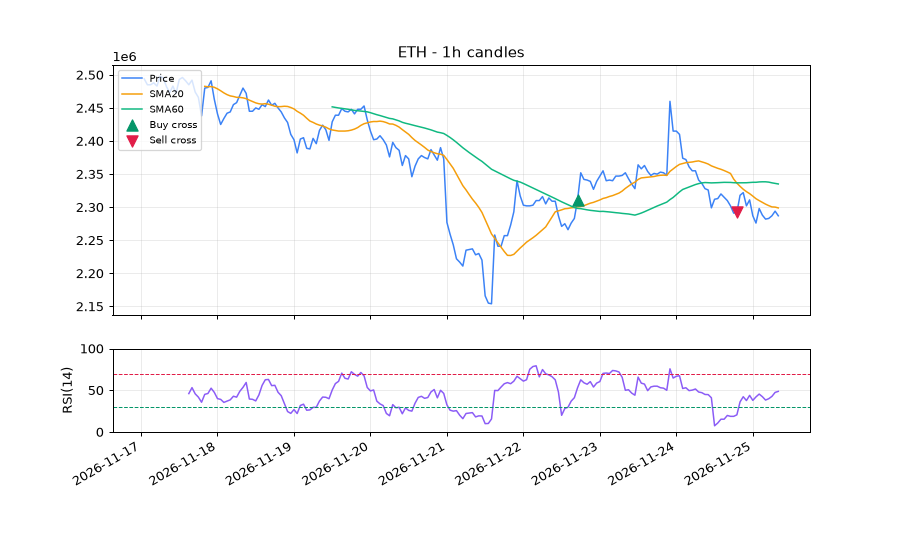 ETH - 1h candles
1e6
2.50
2.45
2.40
2.35
2.30
2.25
2.20
2.15
Price
SMA20
SMA60
Buy cross
Sell cross
100
50
0
RSI(14)
2026-11-17
2026-11-18
2026-11-19
2026-11-20
2026-11-21
2026-11-22
2026-11-23
2026-11-24
2026-11-25